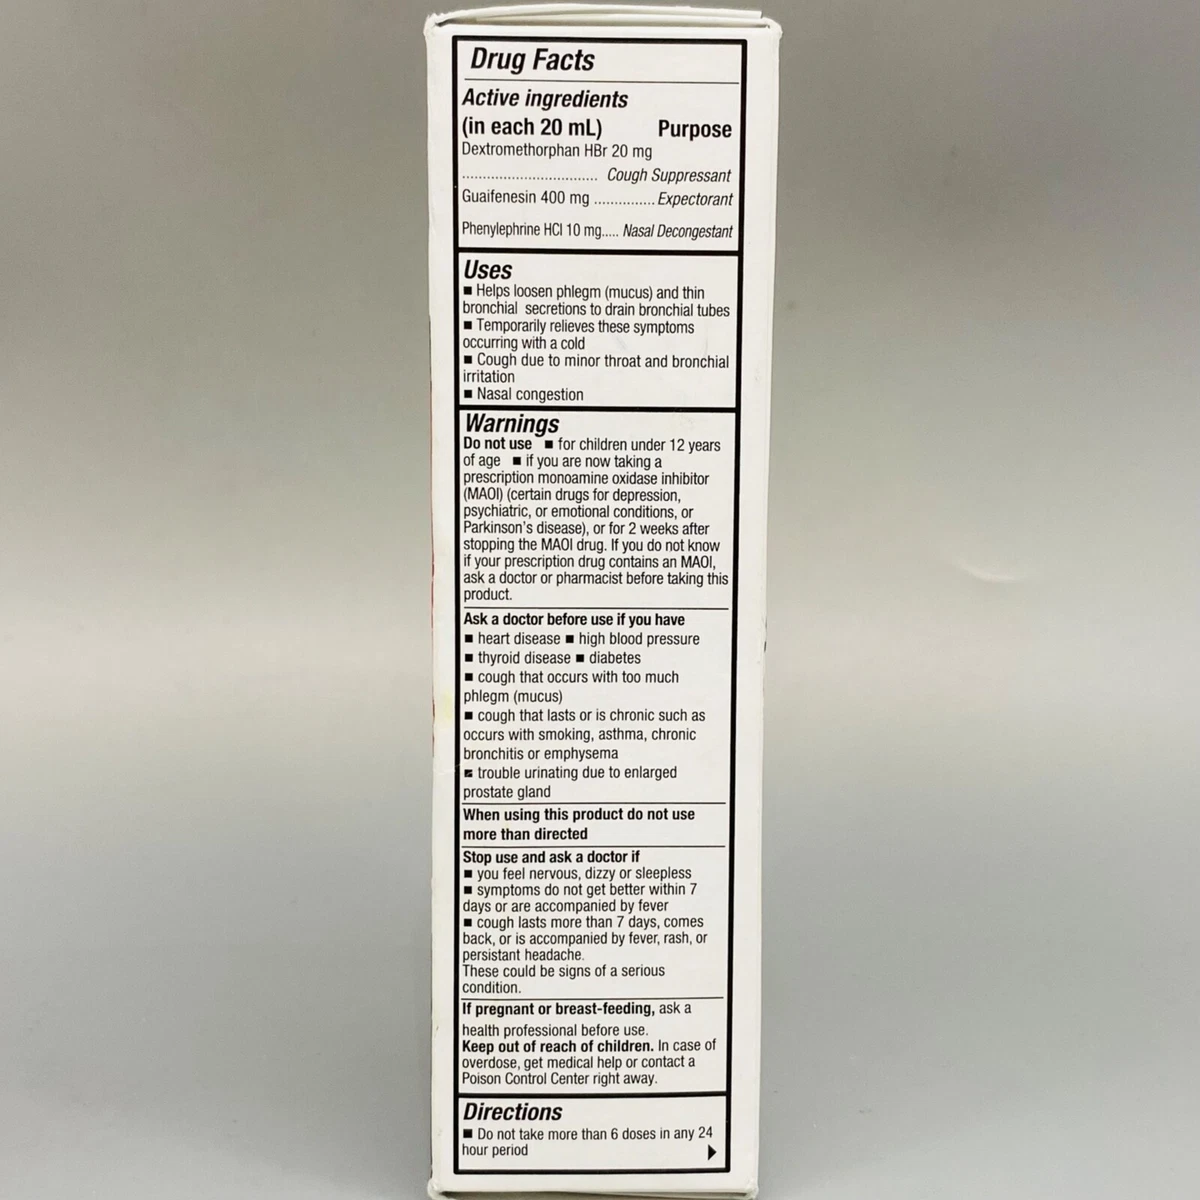 Drug Facts
Active ingredients
(in each 20 mL) Purpose
Dextromethorphan HBr 20 mg
................................ Cough Suppressant
Guaifenesin 400 mg ............... Expectorant
Phenylephrine HCl 10 mg..... Nasal Decongestant
Uses
■ Helps loosen phlegm (mucus) and thin
bronchial secretions to drain bronchial tubes
■ Temporarily relieves these symptoms
occurring with a cold
■ Cough due to minor throat and bronchial
irritation
■ Nasal congestion
Warnings
Do not use ■ for children under 12 years
of age ■ if you are now taking a
prescription monoamine oxidase inhibitor
(MAOI) (certain drugs for depression,
psychiatric, or emotional conditions, or
Parkinson's disease), or for 2 weeks after
stopping the MAOI drug. If you do not know
if your prescription drug contains an MAOI,
ask a doctor or pharmacist before taking this
product.
Ask a doctor before use if you have
■ heart disease ■ high blood pressure
■ thyroid disease ■ diabetes
■ cough that occurs with too much
phlegm (mucus)
■ cough that lasts or is chronic such as
occurs with smoking, asthma, chronic
bronchitis or emphysema
■ trouble urinating due to enlarged
prostate gland
When using this product do not use
more than directed
Stop use and ask a doctor if
■ you feel nervous, dizzy or sleepless
■ symptoms do not get better within 7
days or are accompanied by fever
■ cough lasts more than 7 days, comes
back, or is accompanied by fever, rash, or
persistant headache.
These could be signs of a serious
condition.
If pregnant or breast-feeding, ask a
health professional before use.
Keep out of reach of children. In case of
overdose, get medical help or contact a
Poison Control Center right away.
Directions
■ Do not take more than 6 doses in any 24
hour period